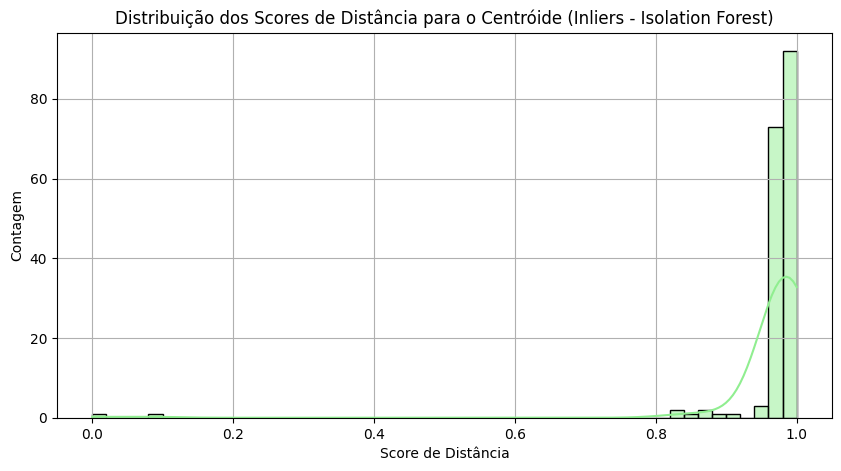 Distribuição dos Scores de Distância para o Centróide (Inliers - Isolation Forest)
Contagem
80
60
40
20
0
0.0 0.2 0.4 0.6 0.8 1.0
Score de Distância